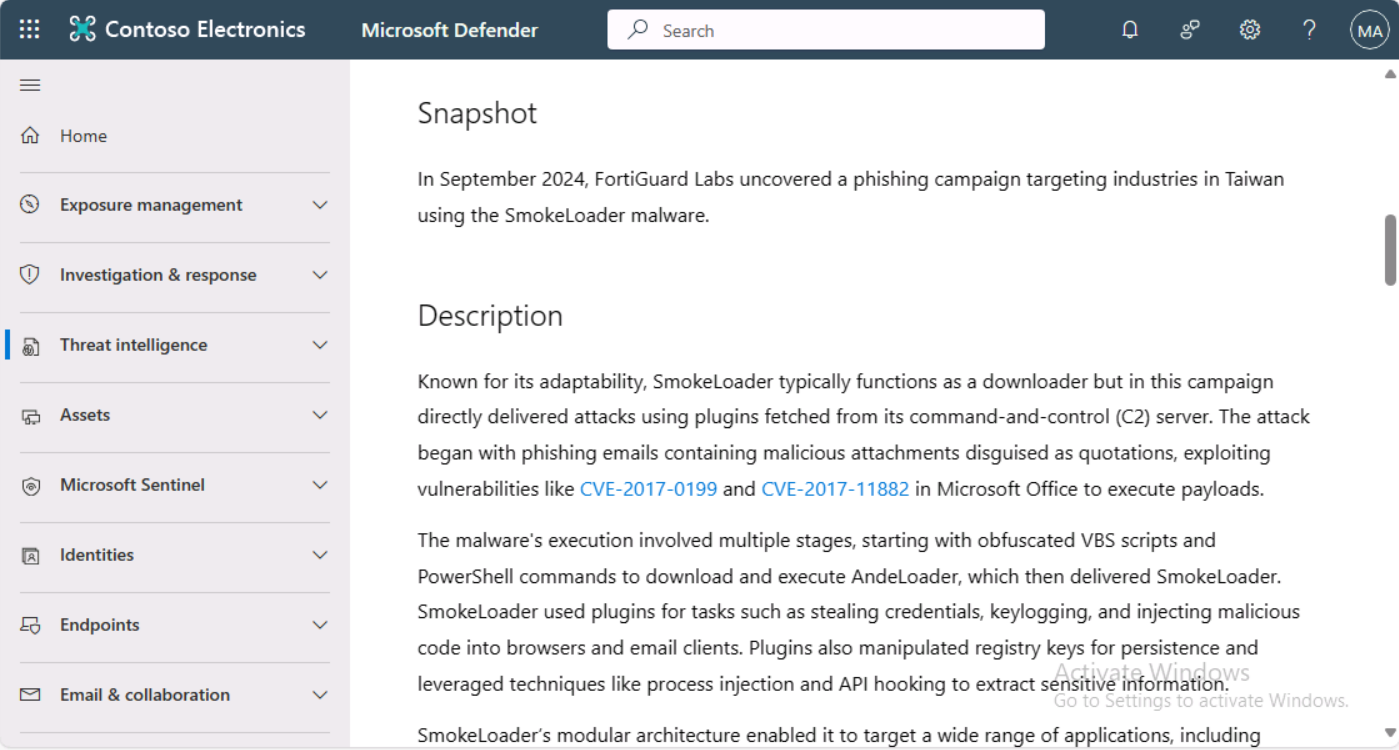 Contoso Electronics
Microsoft Defender
Search
MA
Home
Exposure management
Investigation & response
Threat intelligence
Assets
Microsoft Sentinel
Identities
Endpoints
Email & collaboration
Snapshot
In September 2024, FortiGuard Labs uncovered a phishing campaign targeting industries in Taiwan
using the SmokeLoader malware.
Description
Known for its adaptability, SmokeLoader typically functions as a downloader but in this campaign
directly delivered attacks using plugins fetched from its command-and-control (C2) server. The attack
began with phishing emails containing malicious attachments disguised as quotations, exploiting
vulnerabilities like CVE-2017-0199 and CVE-2017-11882 in Microsoft Office to execute payloads.
The malware's execution involved multiple stages, starting with obfuscated VBS scripts and
PowerShell commands to download and execute AndeLoader, which then delivered SmokeLoader.
SmokeLoader used plugins for tasks such as stealing credentials, keylogging, and injecting malicious
code into browsers and email clients. Plugins also manipulated registry keys for persistence and
leveraged techniques like process injection and API hooking to extract sensitive information.
SmokeLoader's modular architecture enabled it to target a wide range of applications, including
Activate Windows
Go to Settings to activate Windows.